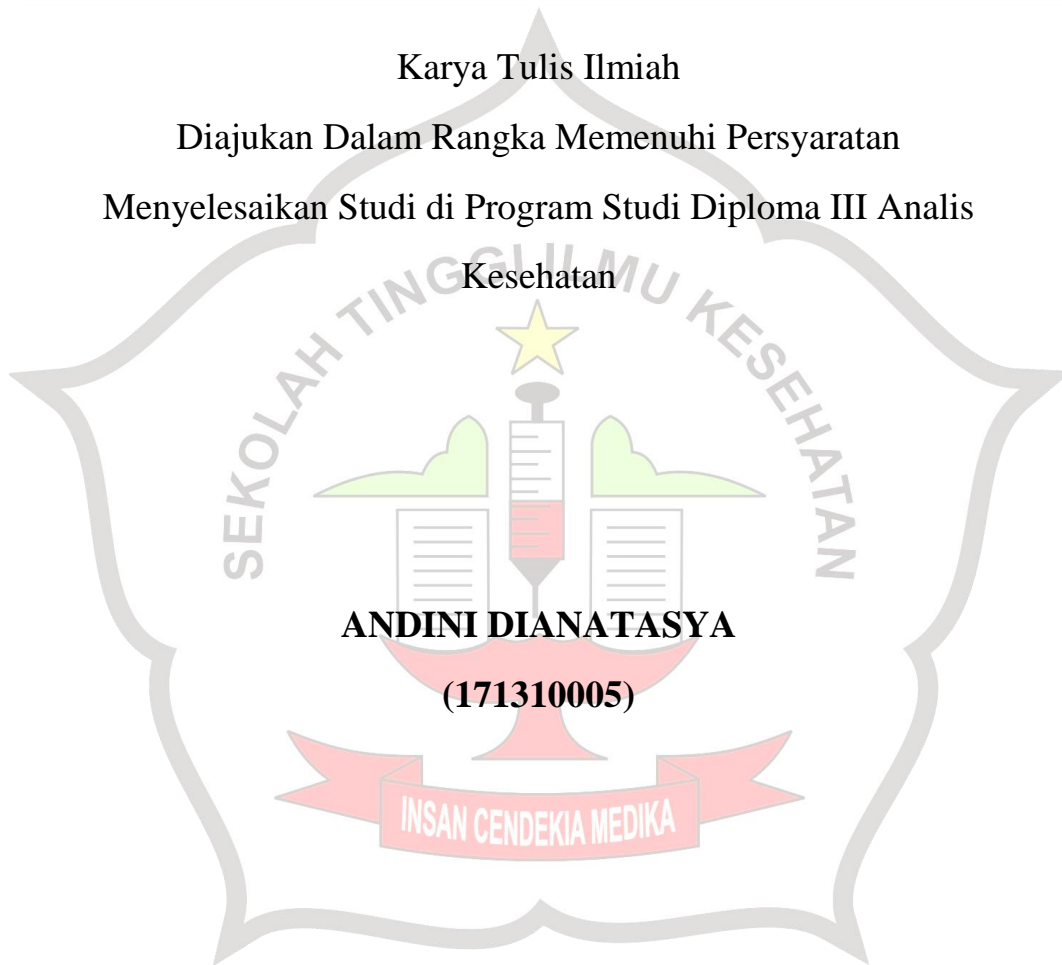 Karya Tulis Ilmiah
Diajukan Dalam Rangka Memenuhi Persyaratan
Menyelesaikan Studi di Program Studi Diploma III Analis
Kesehatan
SEKOLAH TINGGI ILMU KESEHATAN
ANDINI DIANATASYA
(171310005)
INSAN CENDEKIA MEDIKA